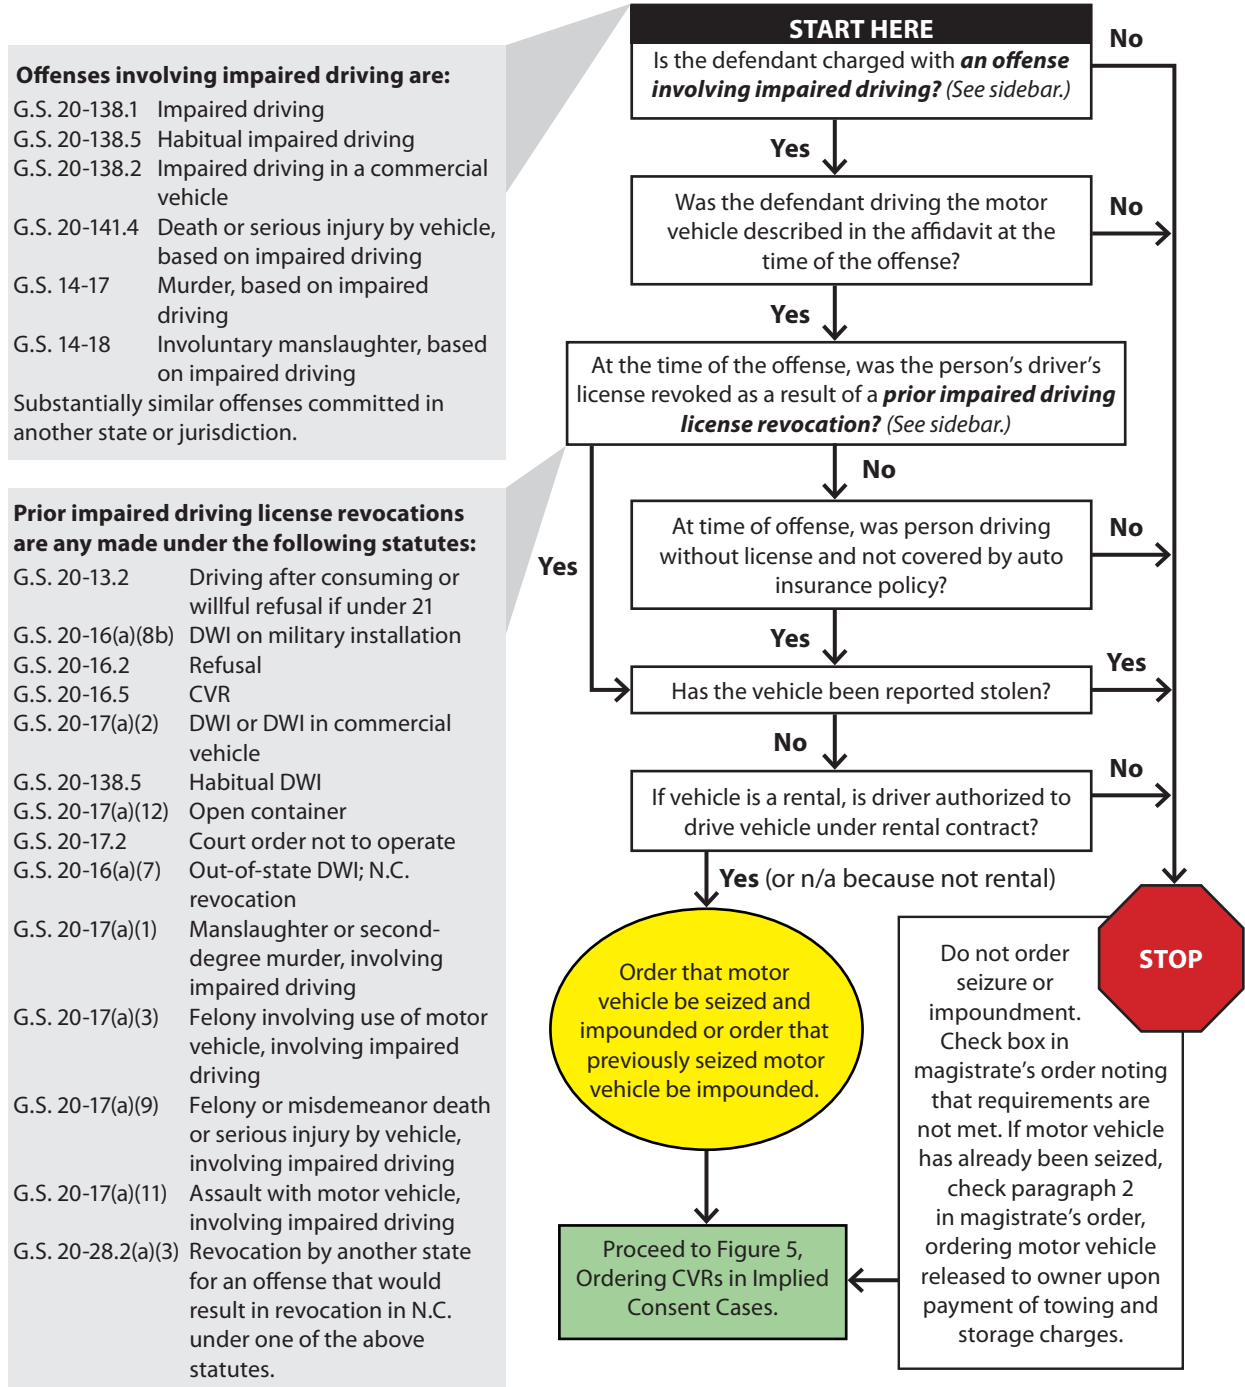 Offenses involving impaired driving are:
G.S. 20-138.1 Impaired driving
G.S. 20-138.5 Habitual impaired driving
G.S. 20-138.2 Impaired driving in a commercial
vehicle
G.S. 20-141.4 Death or serious injury by vehicle,
based on impaired driving
G.S. 14-17 Murder, based on impaired
driving
G.S. 14-18 Involuntary manslaughter, based
on impaired driving
Substantially similar offenses committed in
another state or jurisdiction.
Prior impaired driving license revocations
are any made under the following statutes:
G.S. 20-13.2 Driving after consuming or
willful refusal if under 21
G.S. 20-16(a)(8b) DWI on military installation
G.S. 20-16.2 Refusal
G.S. 20-16.5 CVR
G.S. 20-17(a)(2) DWI or DWI in commercial
vehicle
G.S. 20-138.5 Habitual DWI
G.S. 20-17(a)(12) Open container
G.S. 20-17.2 Court order not to operate
G.S. 20-16(a)(7) Out-of-state DWI; N.C.
revocation
G.S. 20-17(a)(1) Manslaughter or second-
degree murder, involving
impaired driving
G.S. 20-17(a)(3) Felony involving use of motor
vehicle, involving impaired
driving
G.S. 20-17(a)(9) Felony or misdemeanor death
or serious injury by vehicle,
involving impaired driving
G.S. 20-17(a)(11) Assault with motor vehicle,
involving impaired driving
G.S. 20-28.2(a)(3) Revocation by another state
for an offense that would
result in revocation in N.C.
under one of the above
statutes.
START HERE
Is the defendant charged with an offense
involving impaired driving? (See sidebar.)
No
Yes
Was the defendant driving the motor
vehicle described in the affidavit at the
time of the offense?
No
Yes
At the time of the offense, was the person's driver's
license revoked as a result of a prior impaired driving
license revocation? (See sidebar.)
No
Yes
At time of offense, was person driving
without license and not covered by auto
insurance policy?
No
Yes
Has the vehicle been reported stolen?
Yes
No
If vehicle is a rental, is driver authorized to
drive vehicle under rental contract?
No
Yes (or n/a because not rental)
Order that motor
vehicle be seized and
impounded or order that
previously seized motor
vehicle be impounded.
STOP
Do not order
seizure or
impoundment.
Check box in
magistrate's order noting
that requirements are
not met. If motor vehicle
has already been seized,
check paragraph 2
in magistrate's order,
ordering motor vehicle
released to owner upon
payment of towing and
storage charges.
Proceed to Figure 5,
Ordering CVRs in Implied
Consent Cases.